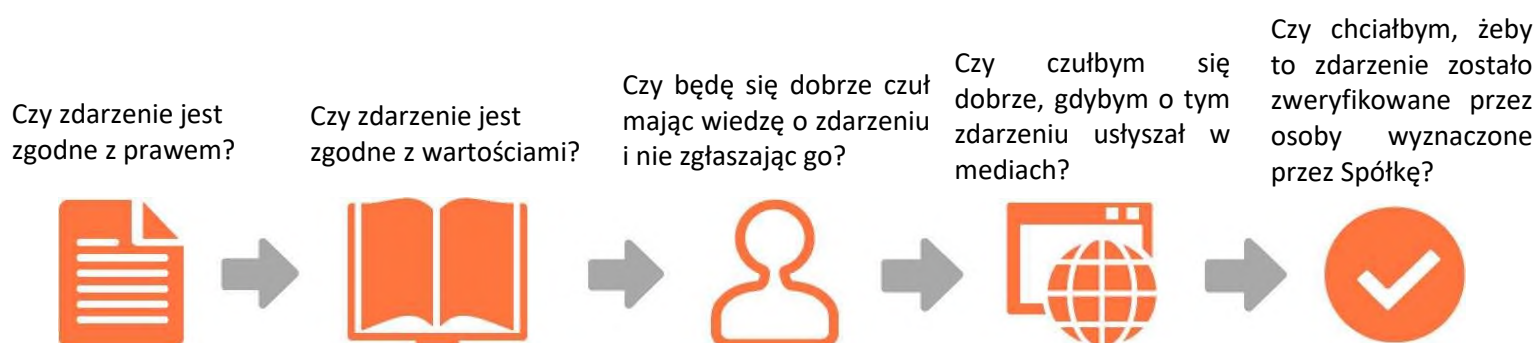 Czy zdarzenie jest
zgodne z prawem?
Czy zdarzenie jest
zgodne z wartościami?
Czy będę się dobrze czuł
mając wiedzę o zdarzeniu
i nie zgłaszając go?
Czy czułbym się
dobrze, gdybym o tym
zdarzeniu usłyszał w
mediach?
Czy chciałbym, żeby
to zdarzenie zostało
zweryfikowane przez
osoby wyznaczone
przez Spółkę?